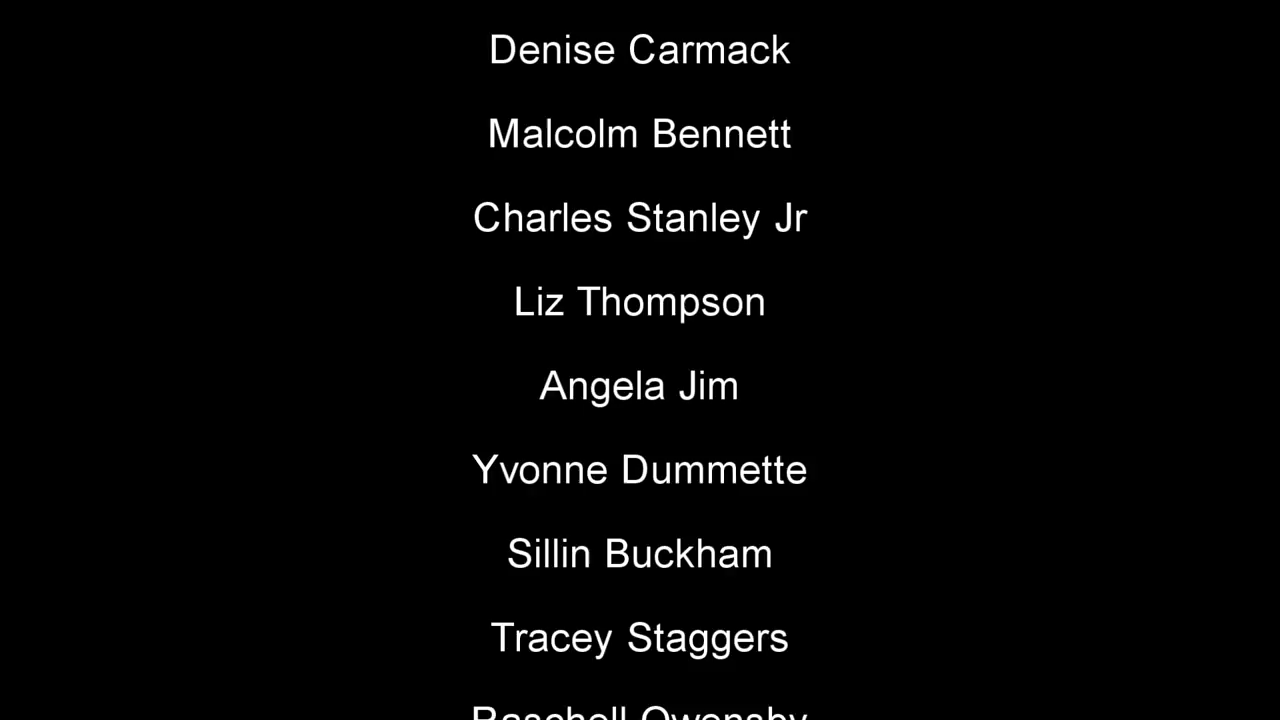 Denise Carmack
Malcolm Bennett
Charles Stanley Jr
Liz Thompson
Angela Jim
Yvonne Dummette
Sillin Buckham
Tracey Staggers